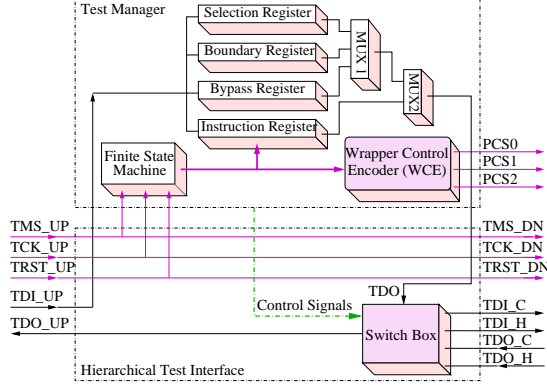 Test Manager
Selection Register
Boundary Register
Bypass Register
Instruction Register
MUX 1
MUX2
Finite State
Machine
Wrapper Control
Encoder (WCE)
PCS0
PCS1
PCS2
TMS_UP
TMS_DN
TCK_UP
TCK_DN
TRST_UP
TRST_DN
TDI_UP
TDO
TDI_C
Control Signals
TDO_UP
Switch Box
TDI_H
TDO_C
TDO_H
Hierarchical Test Interface